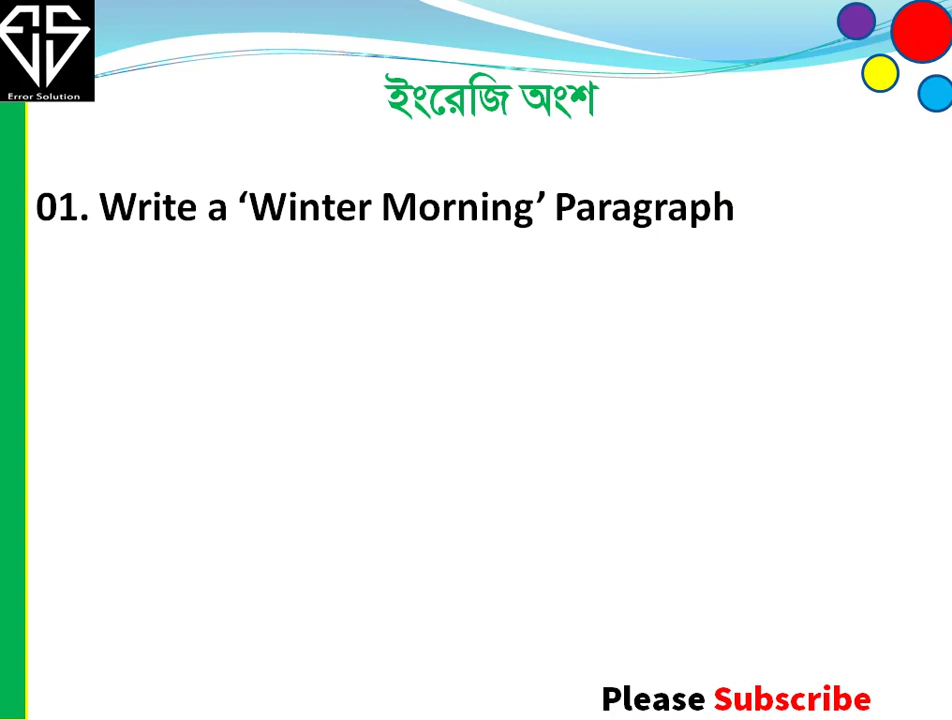 Error Solution
ইংরেজি অংশ
01. Write a ‘Winter Morning’ Paragraph
Please Subscribe